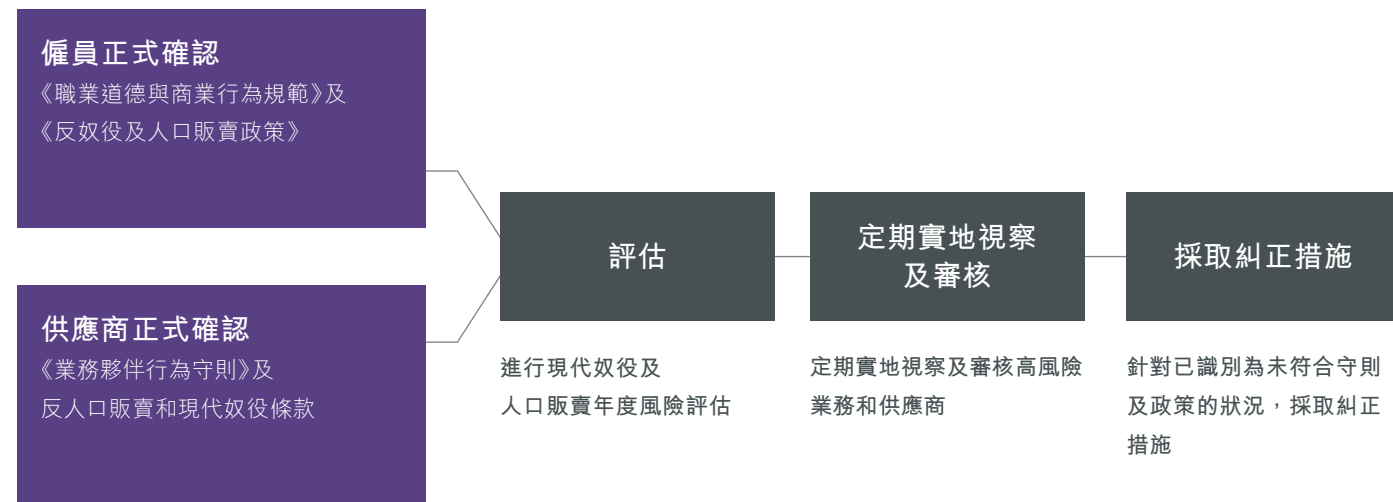 僱員正式確認
《職業道德與商業行為規範》及
《反奴役及人口販賣政策》
供應商正式確認
《業務夥伴行為守則》及
反人口販賣和現代奴役條款
評估
進行現代奴役及
人口販賣年度風險評估
定期實地視察
及審核
定期實地視察及審核高風險
業務和供應商
採取糾正措施
針對已識別為未符合守則
及政策的狀況，採取糾正
措施